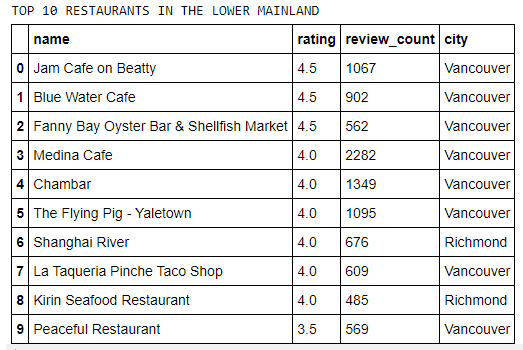 TOP 10 RESTAURANTS IN THE LOWER MAINLAND
name rating review_count city
0 Jam Cafe on Beatty 4.5 1067 Vancouver
1 Blue Water Cafe 4.5 902 Vancouver
2 Fanny Bay Oyster Bar & Shellfish Market 4.5 562 Vancouver
3 Medina Cafe 4.0 2282 Vancouver
4 Chambar 4.0 1349 Vancouver
5 The Flying Pig - Yaletown 4.0 1095 Vancouver
6 Shanghai River 4.0 676 Richmond
7 La Taqueria Pinche Taco Shop 4.0 609 Vancouver
8 Kirin Seafood Restaurant 4.0 485 Richmond
9 Peaceful Restaurant 3.5 569 Vancouver